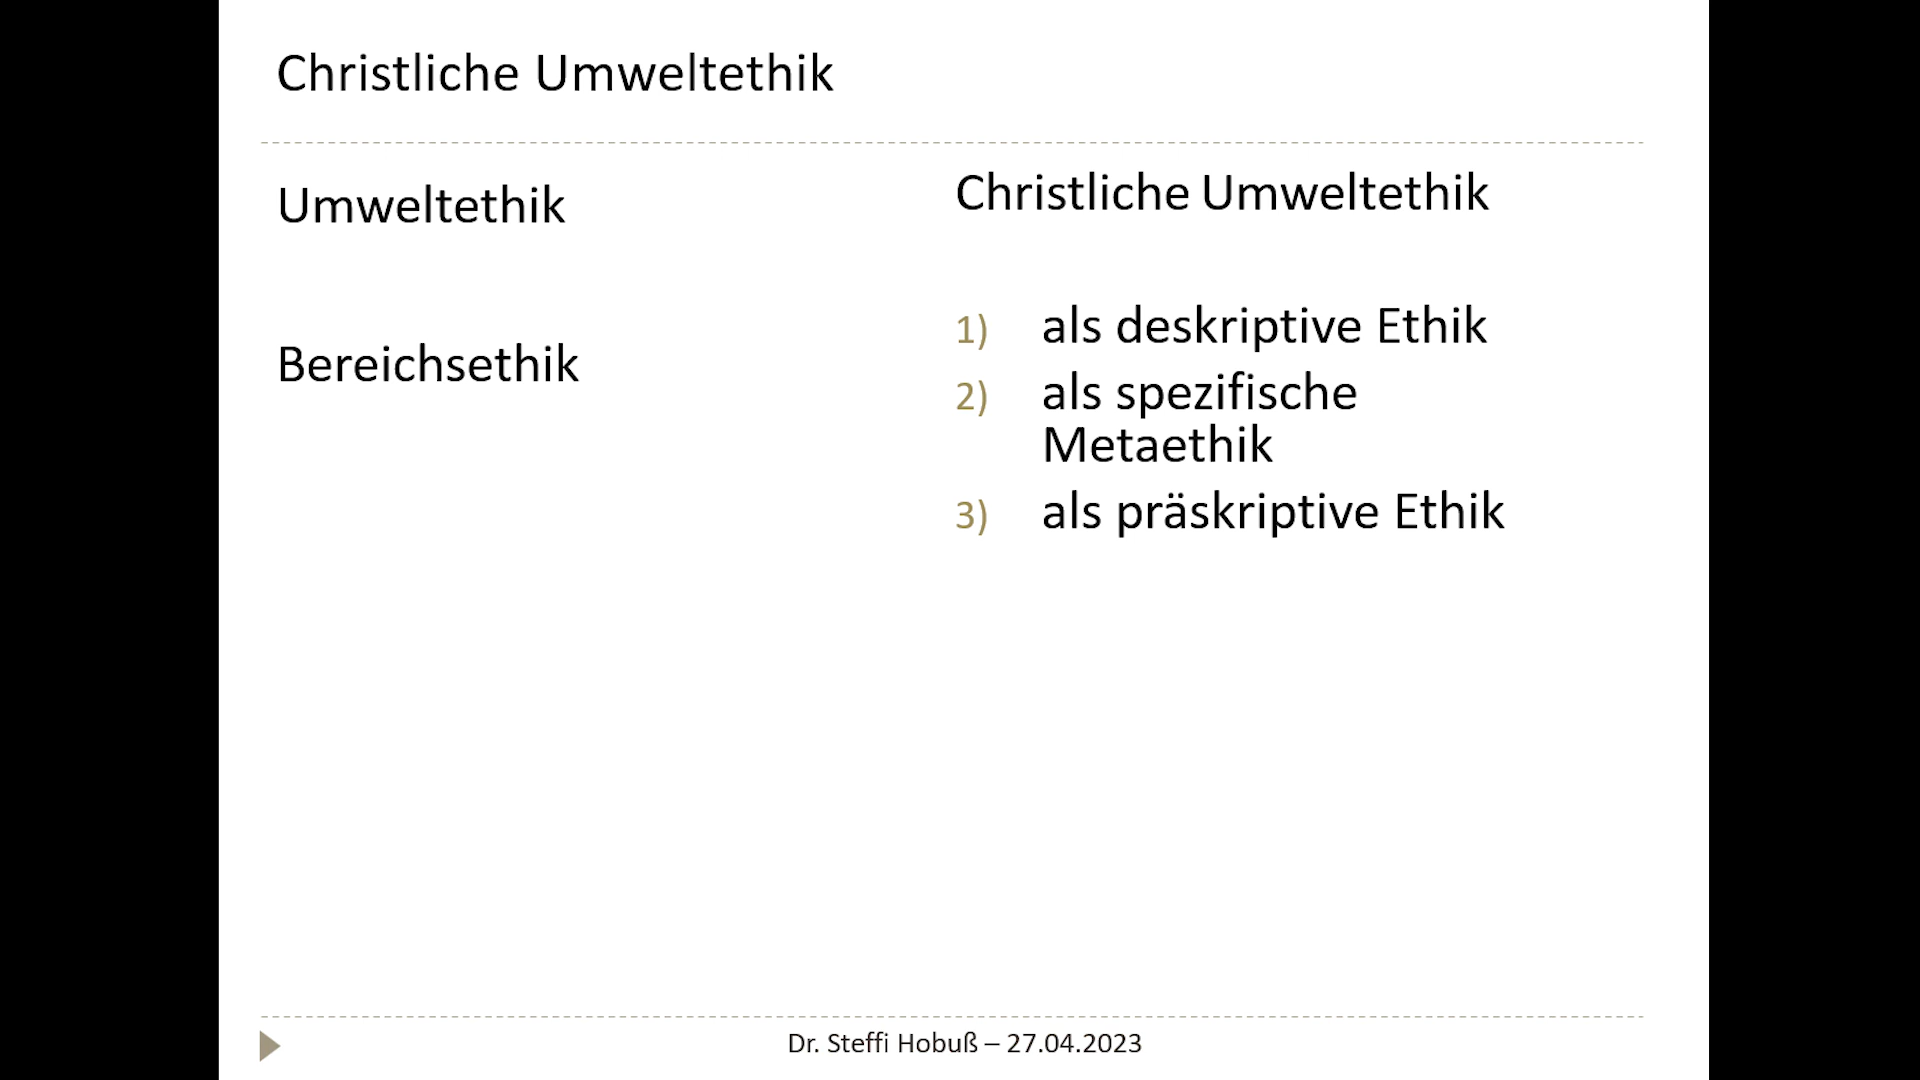 Christliche Umweltethik
Umweltethik
Bereichsethik
Christliche Umweltethik
1) als deskriptive Ethik
2) als spezifische
Metaethik
3) als präskriptive Ethik
Dr. Steffi Hobuß – 27.04.2023